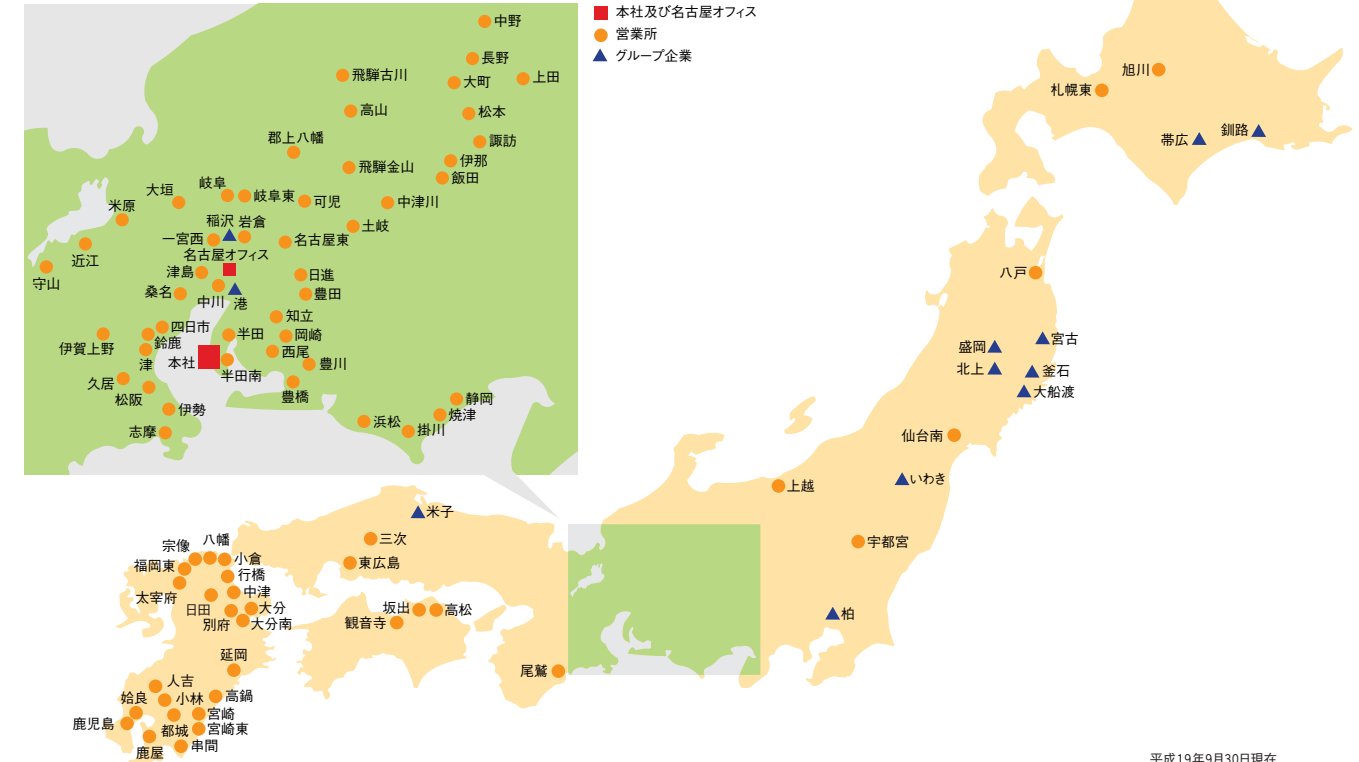 本社及び名古屋オフィス
営業所
グループ企業
中野
長野
飛騨古川
大町
上田
高山
松本
郡上八幡
諏訪
伊那
飛騨金山
飯田
大垣
岐阜
岐阜東
可児
中津川
米原
稲沢
岩倉
土岐
一宮西
名古屋東
近江
名古屋オフィス
守山
津島
日進
桑名
中川
港
豊田
知立
四日市
半田
岡崎
伊賀上野
鈴鹿
西尾
津
本社
豊川
半田南
久居
豊橋
松阪
静岡
伊勢
焼津
志摩
浜松
掛川
旭川
札幌東
釧路
帯広
八戸
宮古
盛岡
北上
釜石
大船渡
仙台南
いわき
上越
宇都宮
柏
米子
三次
東広島
宗像
八幡
小倉
福岡東
行橋
太宰府
中津
日田
大分
別府
大分南
坂出
高松
観音寺
尾鷲
延岡
人吉
姶良
小林
高鍋
鹿児島
宮崎
都城
宮崎東
鹿屋
串間
平成19年9月30日現在